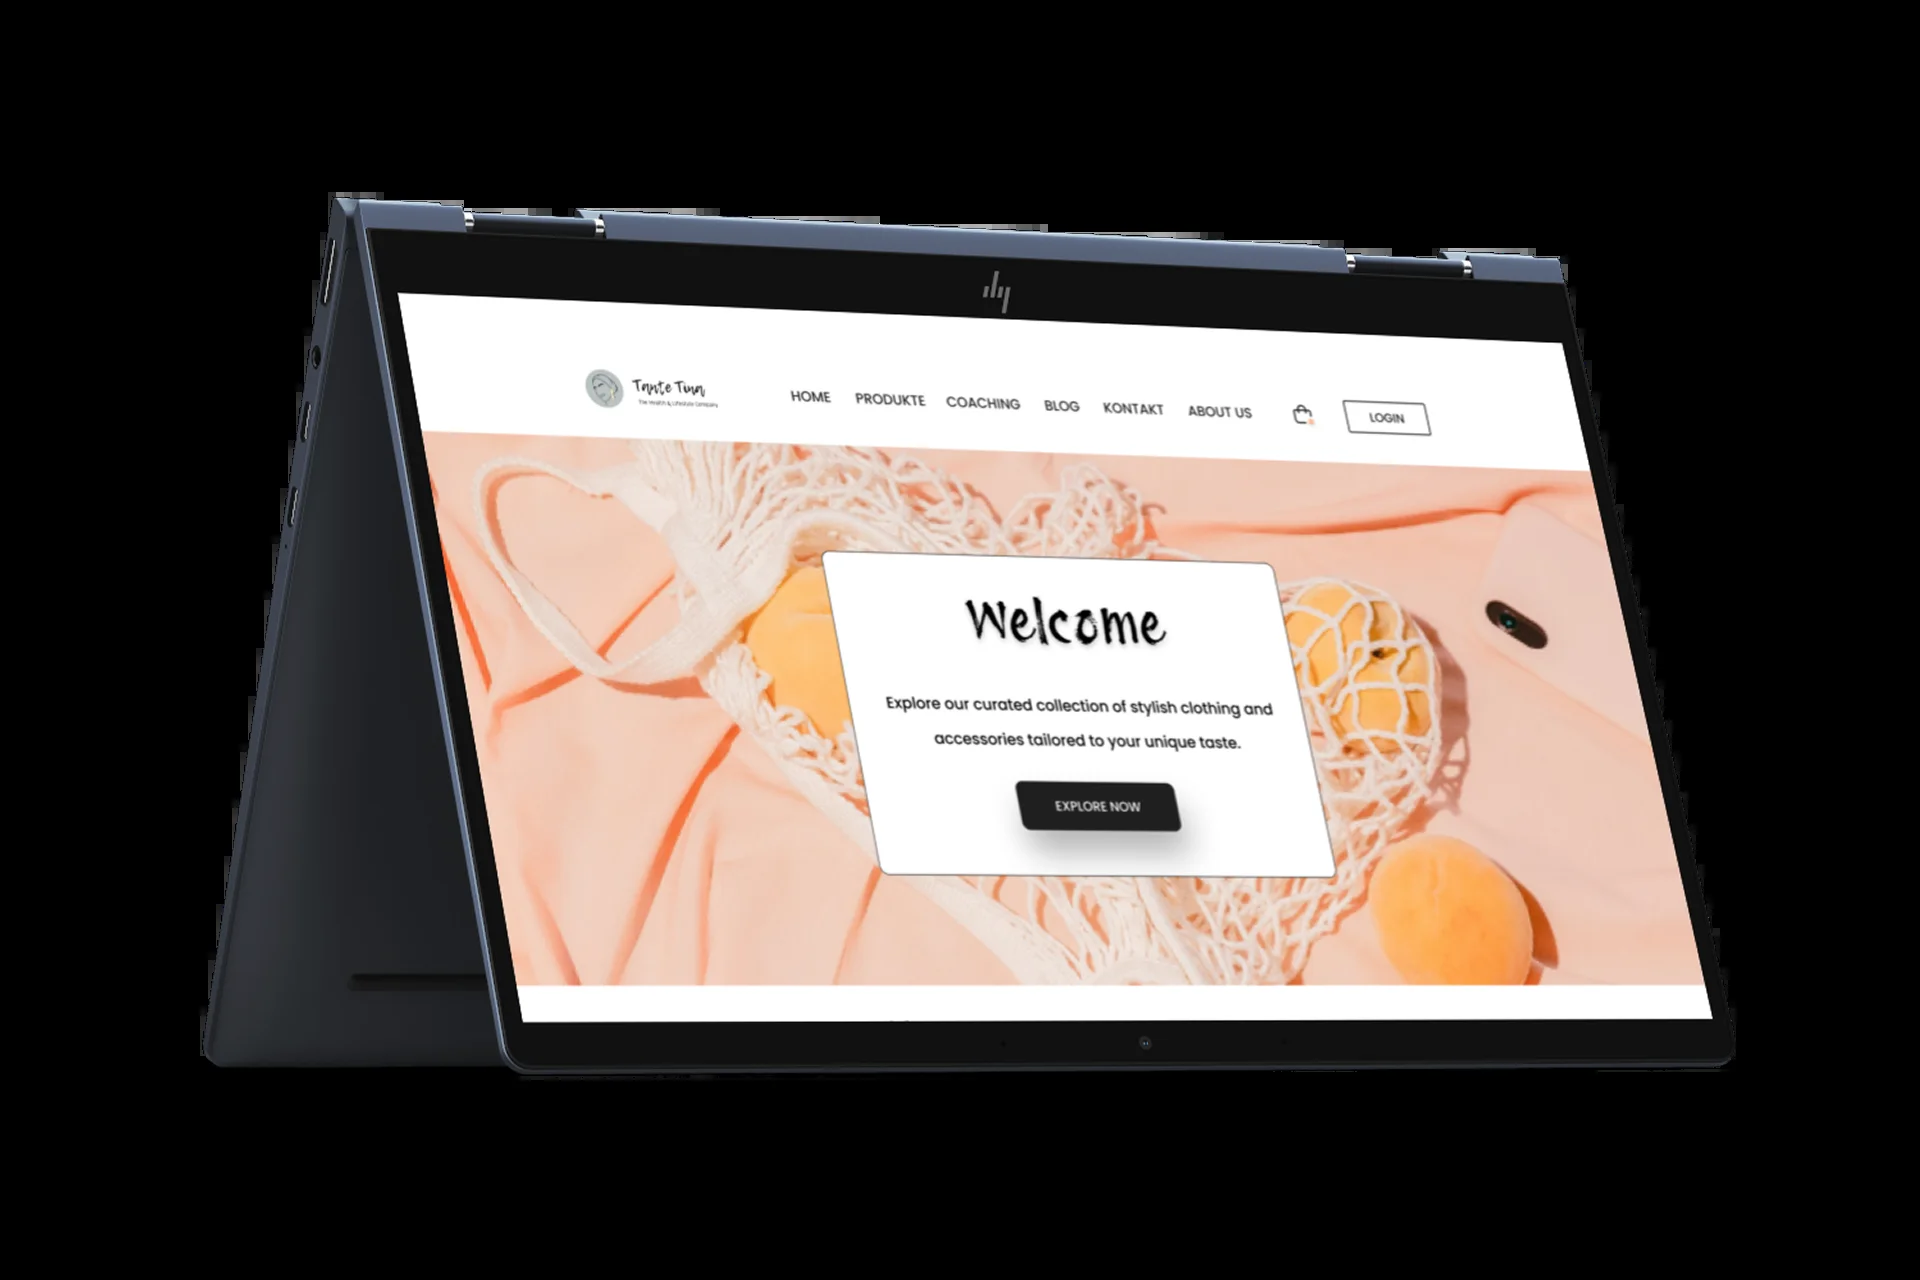 hp
Tante Tina
The Health & Lifestyle Company
HOME PRODUKTE COACHING BLOG KONTAKT ABOUT US LOGIN
Welcome
Explore our curated collection of stylish clothing and
accessories tailored to your unique taste.
EXPLORE NOW